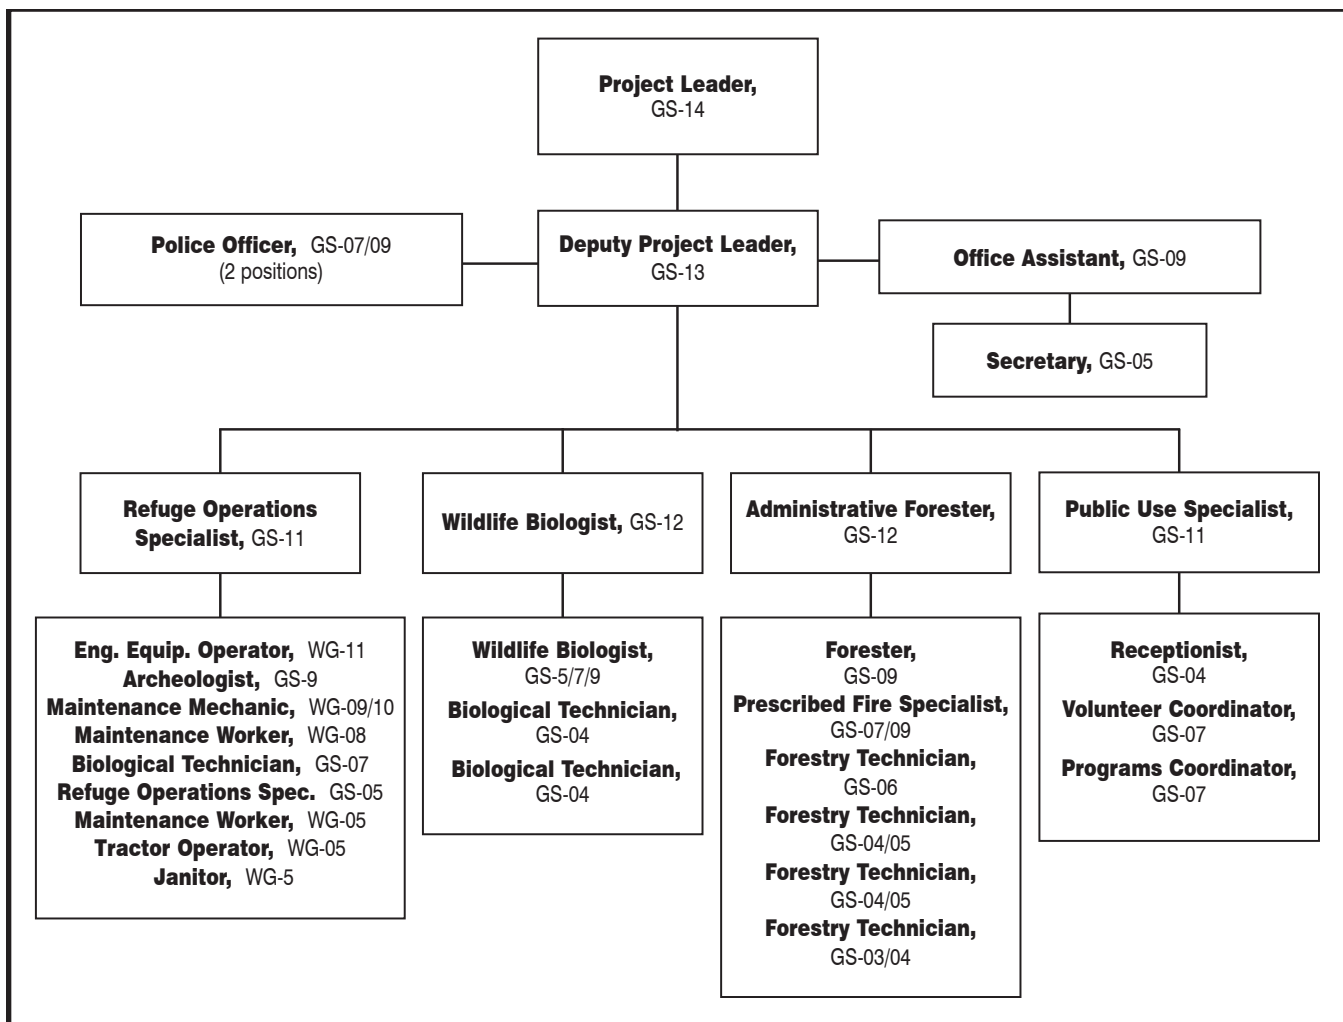 Project Leader,
GS-14
Police Officer, GS-07/09
(2 positions)
Deputy Project Leader,
GS-13
Office Assistant, GS-09
Secretary, GS-05
Refuge Operations
Specialist, GS-11
Wildlife Biologist, GS-12
Administrative Forester,
GS-12
Public Use Specialist,
GS-11
Eng. Equip. Operator, WG-11
Archeologist, GS-9
Maintenance Mechanic, WG-09/10
Maintenance Worker, WG-08
Biological Technician, GS-07
Refuge Operations Spec. GS-05
Maintenance Worker, WG-05
Tractor Operator, WG-05
Janitor, WG-5
Wildlife Biologist,
GS-5/7/9
Biological Technician,
GS-04
Biological Technician,
GS-04
Forester,
GS-09
Prescribed Fire Specialist,
GS-07/09
Forestry Technician,
GS-06
Forestry Technician,
GS-04/05
Forestry Technician,
GS-04/05
Forestry Technician,
GS-03/04
Receptionist,
GS-04
Volunteer Coordinator,
GS-07
Programs Coordinator,
GS-07